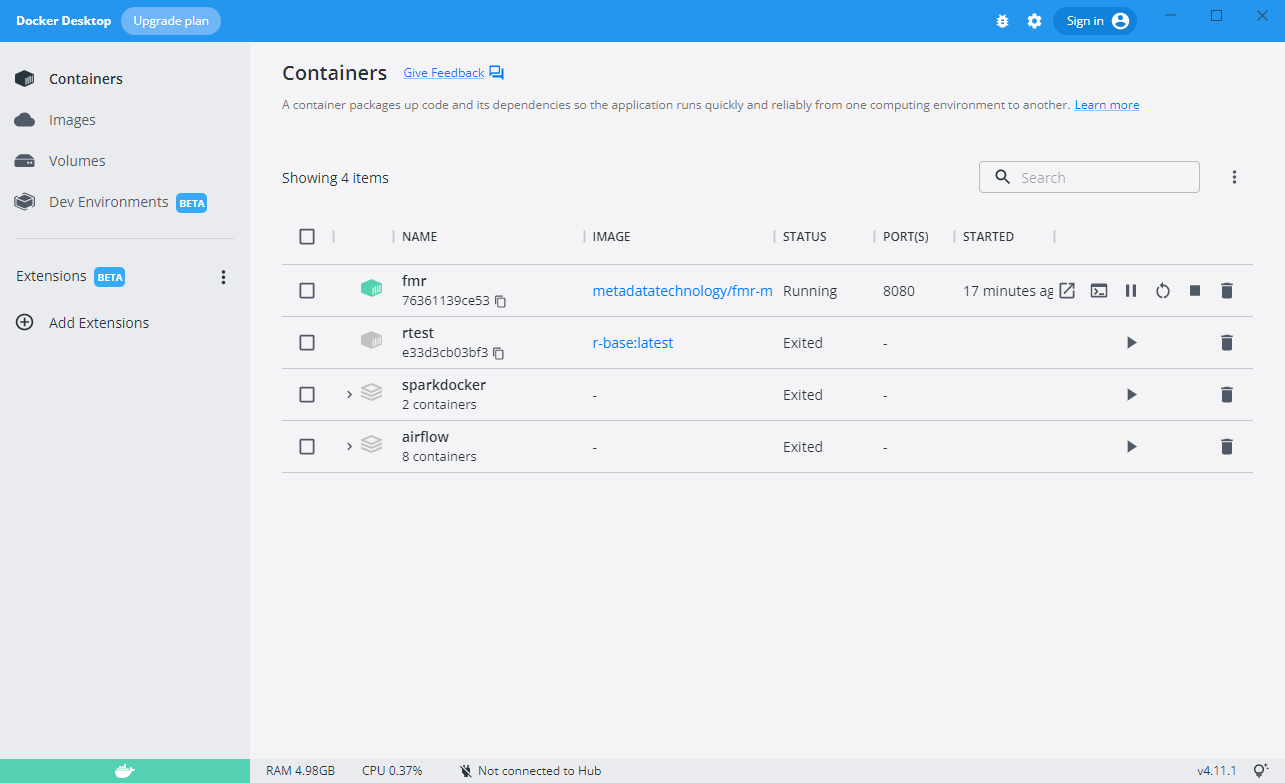 Docker Desktop Upgrade plan Sign in
Containers
Images
Volumes
Dev Environments BETA
Extensions BETA
Add Extensions
Containers Give Feedback
A container packages up code and its dependencies so the application runs quickly and reliably from one computing environment to another. Learn more
Showing 4 items Search
NAME IMAGE STATUS PORT(S) STARTED
fmr
76361139ce53 metadatatechnology/fmr-m Running 8080 17 minutes ag
rtest
e33d3cb03bf3 r-base:latest Exited -
sparkdocker
2 containers - Exited -
airflow
8 containers - Exited -
RAM 4.98GB CPU 0.37% Not connected to Hub v4.11.1